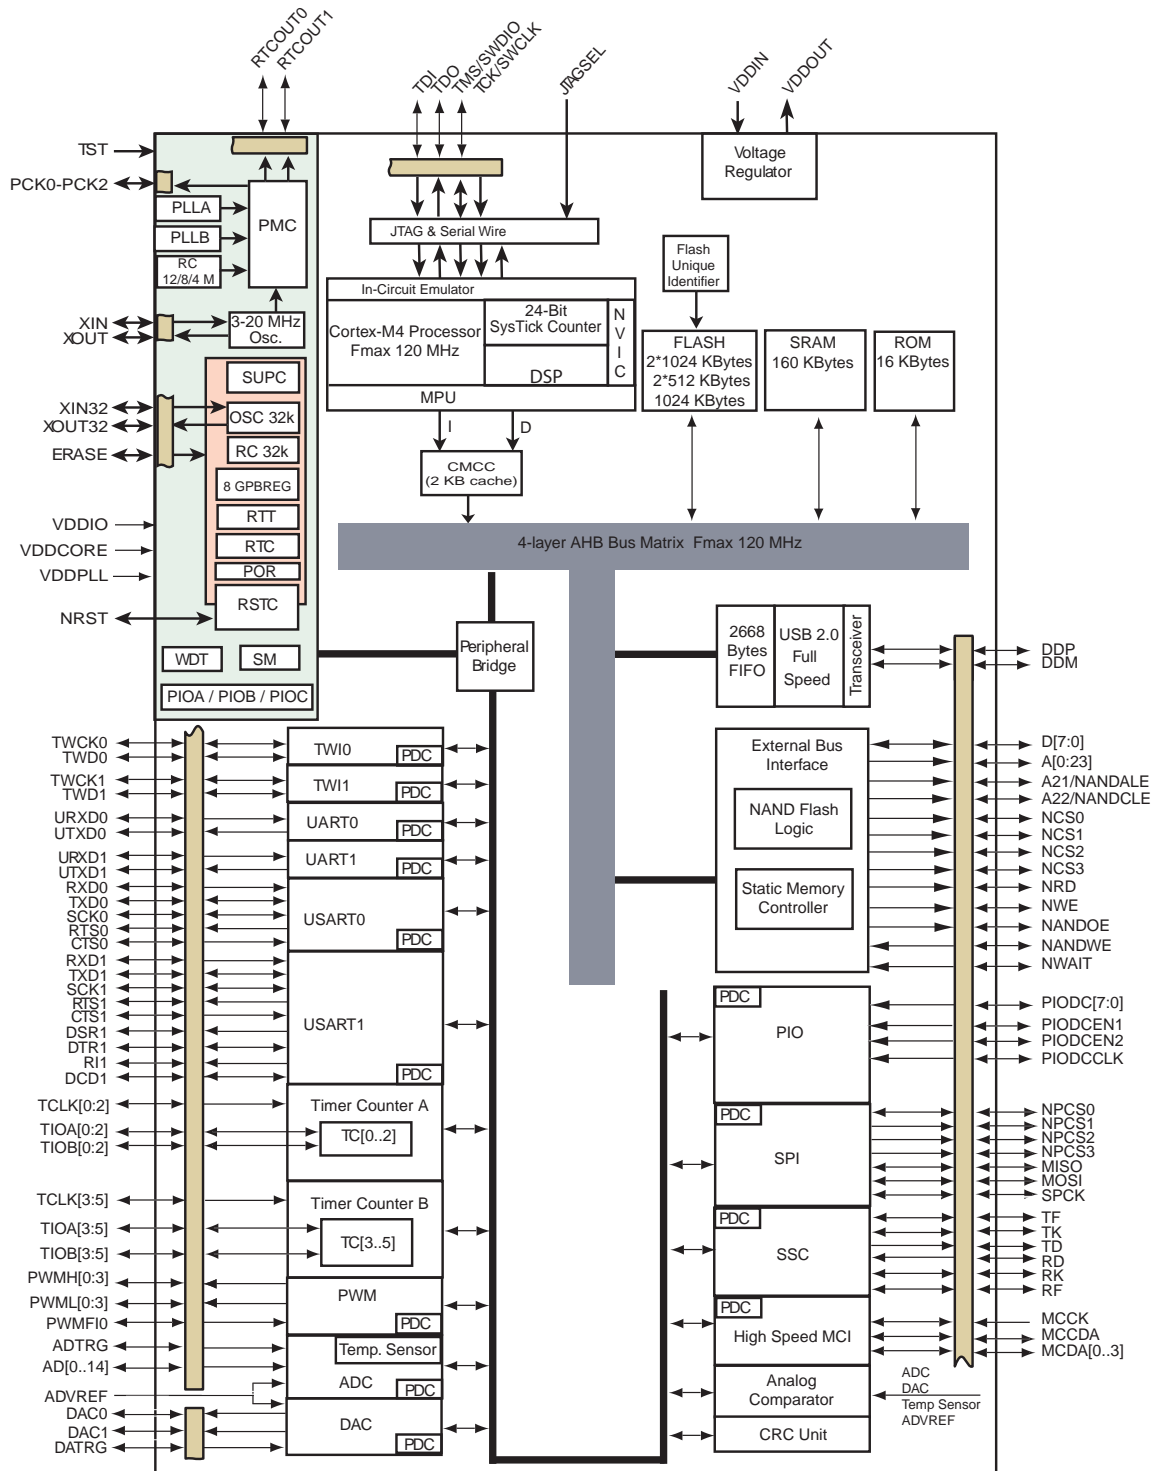 RTCOUT0
RTCOUT1
TDI
TDO
TMS/SWDIO
TCK/SWCLK
JTAGSEL
VDDIN
VDDOUT
TST
PCK0-PCK2
PLLA
PLLB
RC
12/8/4 M
PMC
XIN
XOUT
3-20 MHz
Osc.
SUPC
XIN32
XOUT32
OSC 32k
ERASE
RC 32k
8 GPBREG
RTT
VDDIO
RTC
VDDCORE
POR
VDDPLL
RSTC
NRST
WDT
SM
PIOA / PIOB / PIOC
JTAG & Serial Wire
In-Circuit Emulator
Cortex-M4 Processor
Fmax 120 MHz
24-Bit
SysTick Counter
DSP
N
V
I
C
MPU
I
D
CMCC
(2 KB cache)
Voltage
Regulator
Flash
Unique
Identifier
FLASH
2*1024 KBytes
2*512 KBytes
1024 KBytes
SRAM
160 KBytes
ROM
16 KBytes
4-layer AHB Bus Matrix Fmax 120 MHz
Peripheral
Bridge
2668
Bytes
FIFO
USB 2.0
Full
Speed
Transceiver
DDP
DDM
TWCK0
TWD0
TWI0
PDC
TWCK1
TWD1
TWI1
PDC
URXD0
UTXD0
UART0
PDC
URXD1
UTXD1
UART1
PDC
RXD0
TXD0
SCK0
RTS0
CTS0
USART0
PDC
RXD1
TXD1
SCK1
RTS1
CTS1
DSR1
DTR1
RI1
DCD1
USART1
PDC
TCLK[0:2]
TIOA[0:2]
TIOB[0:2]
Timer Counter A
TC[0..2]
TCLK[3:5]
TIOA[3:5]
TIOB[3:5]
Timer Counter B
TC[3..5]
PWMH[0:3]
PWML[0:3]
PWMFI0
PWM
PDC
ADTRG
AD[0..14]
ADVREF
Temp. Sensor
ADC
PDC
DAC0
DAC1
DATRG
DAC
PDC
External Bus
Interface
NAND Flash
Logic
Static Memory
Controller
D[7:0]
A[0:23]
A21/NANDALE
A22/NANDCLE
NCS0
NCS1
NCS2
NCS3
NRD
NWE
NANDOE
NANDWE
NWAIT
PDC
PIO
PIODC[7:0]
PIODCEN1
PIODCEN2
PIODCCLK
PDC
SPI
NPCS0
NPCS1
NPCS2
NPCS3
MISO
MOSI
SPCK
PDC
SSC
TF
TK
TD
RD
RK
RF
PDC
High Speed MCI
MCCK
MCCDA
MCDA[0..3]
Analog
Comparator
ADC
DAC
Temp Sensor
ADVREF
CRC Unit